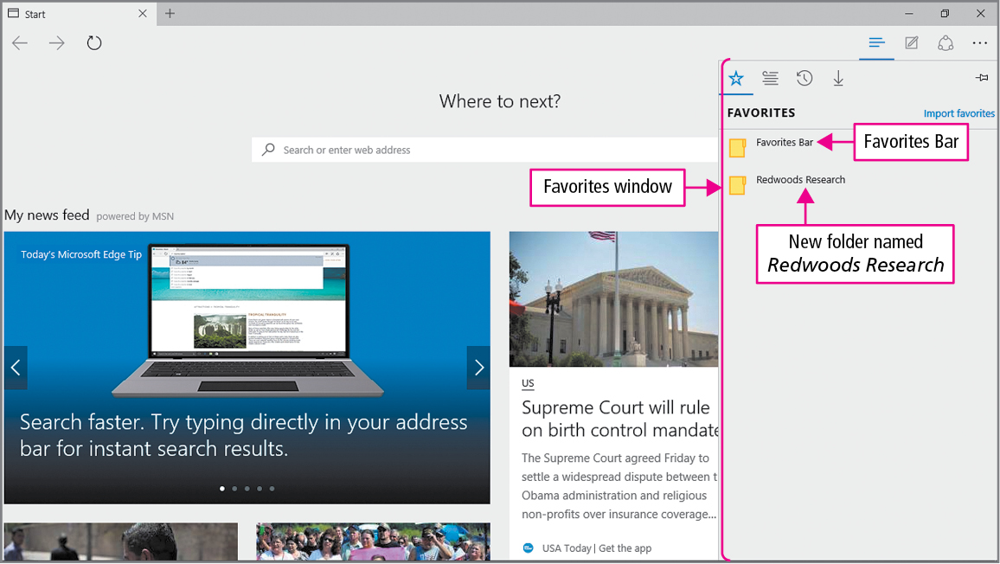 Start
Where to next?
Search or enter web address
FAVORITES
Import favorites
Favorites Bar
Favorites Bar
Favorites window
Redwoods Research
New folder named
Redwoods Research
My news feed powered by MSN
Today's Microsoft Edge Tip
84°
TROPICAL TRANQUILITY
Search faster. Try typing directly in your address
bar for instant search results.
US
Supreme Court will rule
on birth control mandate
The Supreme Court agreed Friday to
settle a widespread dispute between t
Obama administration and religious
non-profits over insurance coverage...
USA Today | Get the app